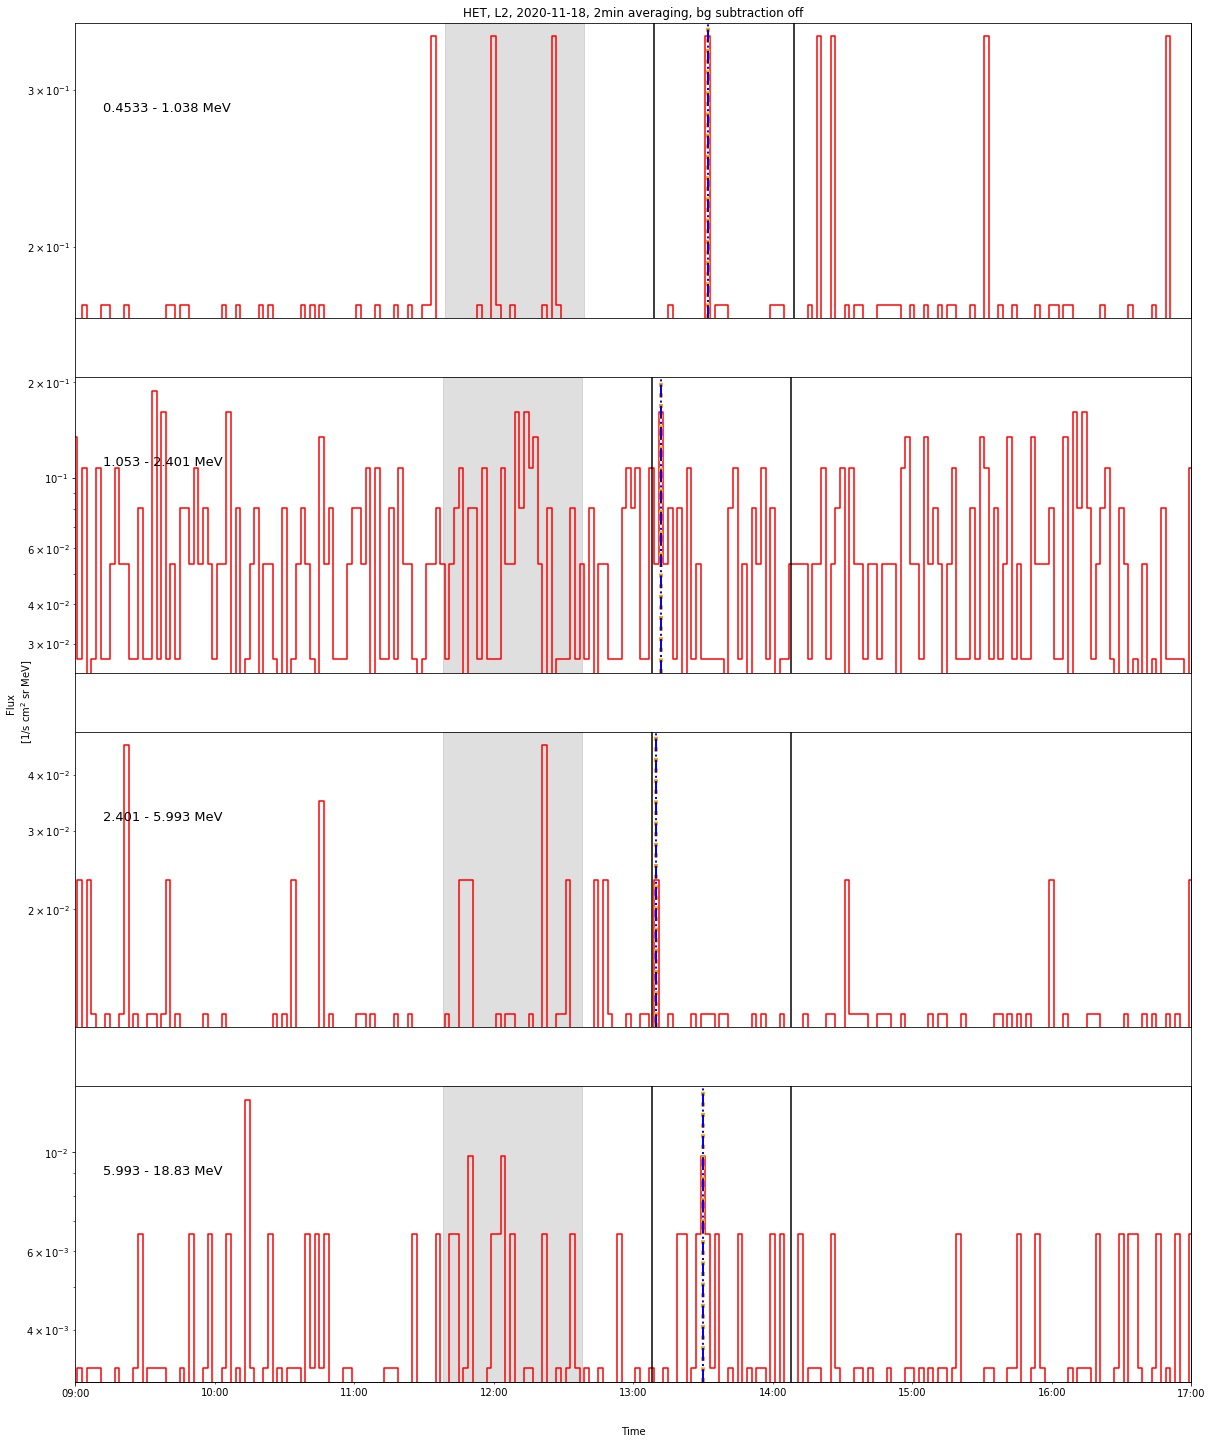 HET, L2, 2020-11-18, 2min averaging, bg subtraction off
3 × 10⁻¹
0.4533 - 1.038 MeV
2 × 10⁻¹
2 × 10⁻¹
1.053 - 2.401 MeV
10⁻¹
6 × 10⁻²
4 × 10⁻²
3 × 10⁻²
Flux
[1/s cm² sr MeV]
4 × 10⁻²
2.401 - 5.993 MeV
3 × 10⁻²
2 × 10⁻²
10⁻²
5.993 - 18.83 MeV
6 × 10⁻³
4 × 10⁻³
09:00 10:00 11:00 12:00 13:00 14:00 15:00 16:00 17:00
Time